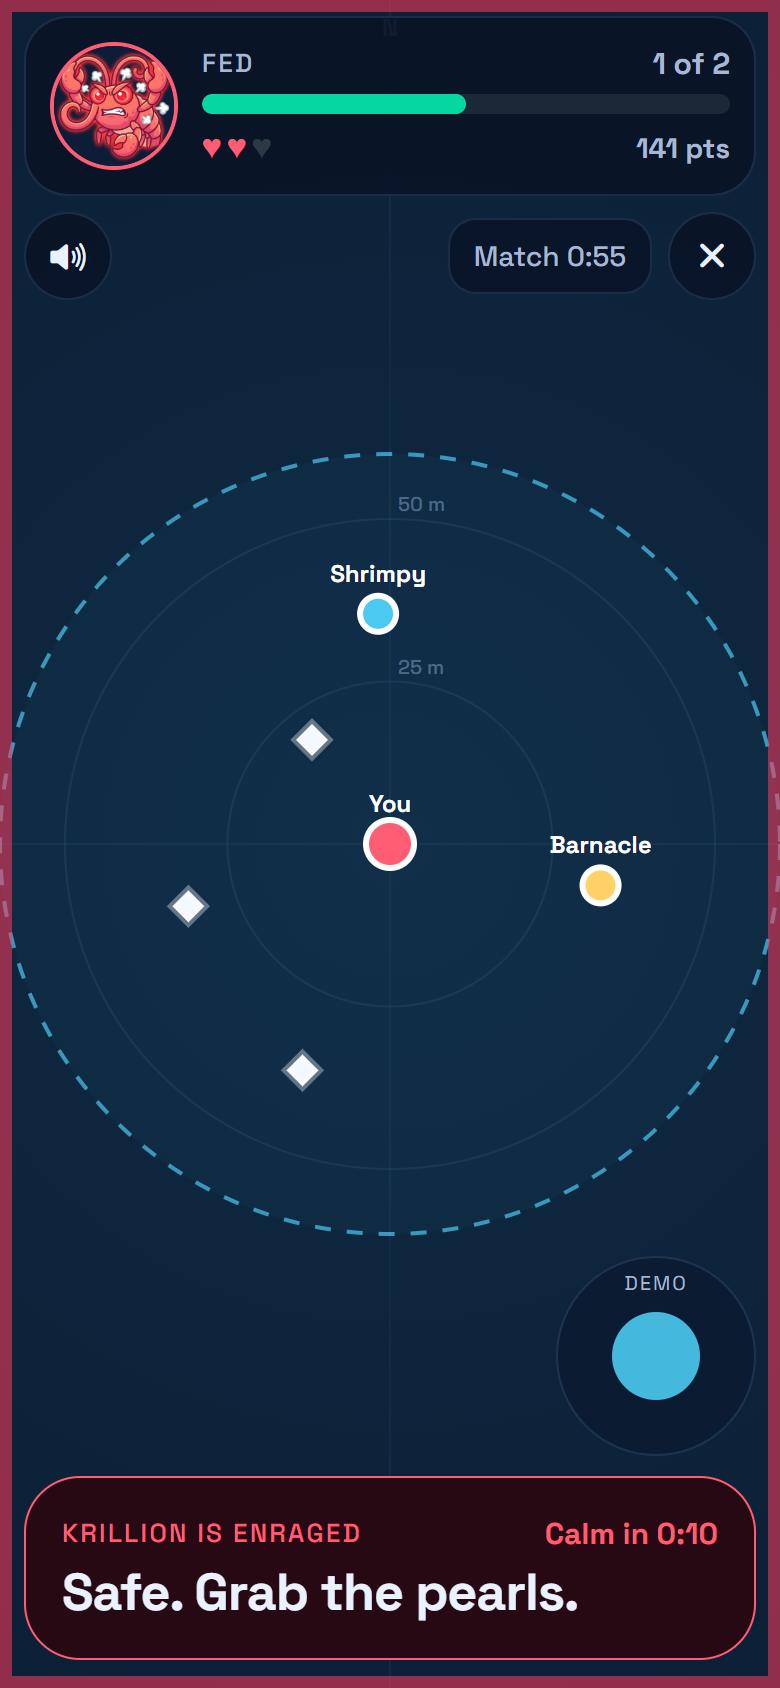 N
FED
1 of 2
141 pts
Match 0:55
50 m
Shrimpy
25 m
You
Barnacle
DEMO
KRILLION IS ENRAGED
Calm in 0:10
Safe. Grab the pearls.